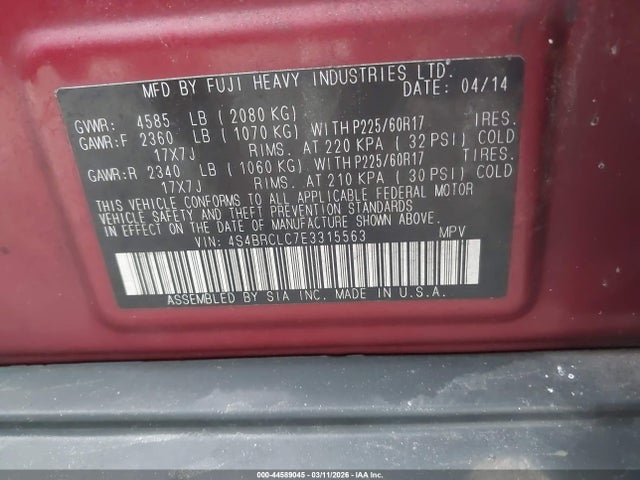 MFD BY FUJI HEAVY INDUSTRIES LTD.
DATE: 04/14
GVWR: 4585 LB (2080 KG)
GAWR:F 2360 LB (1070 KG) WITH P225/60R17 IRES.
17X7J RIMS. AT 220 KPA (32 PSI) COLD
GAWR:R 2340 LB (1060 KG) WITH P225/60R17 TIRES.
17X7J RIMS. AT 210 KPA (30 PSI) COLD
THIS VEHICLE CONFORMS TO ALL APPLICABLE FEDERAL MOTOR
VEHICLE SAFETY AND THEFT PREVENTION STANDARDS
IN EFFECT ON THE DATE OF MANUFACTURE SHOWN ABOVE.
VIN: 4S4BRCLC7E3315563 MPV
ASSEMBLED BY SIA INC. MADE IN U.S.A.
000-44589045 - 03/11/2026 - IAA Inc.